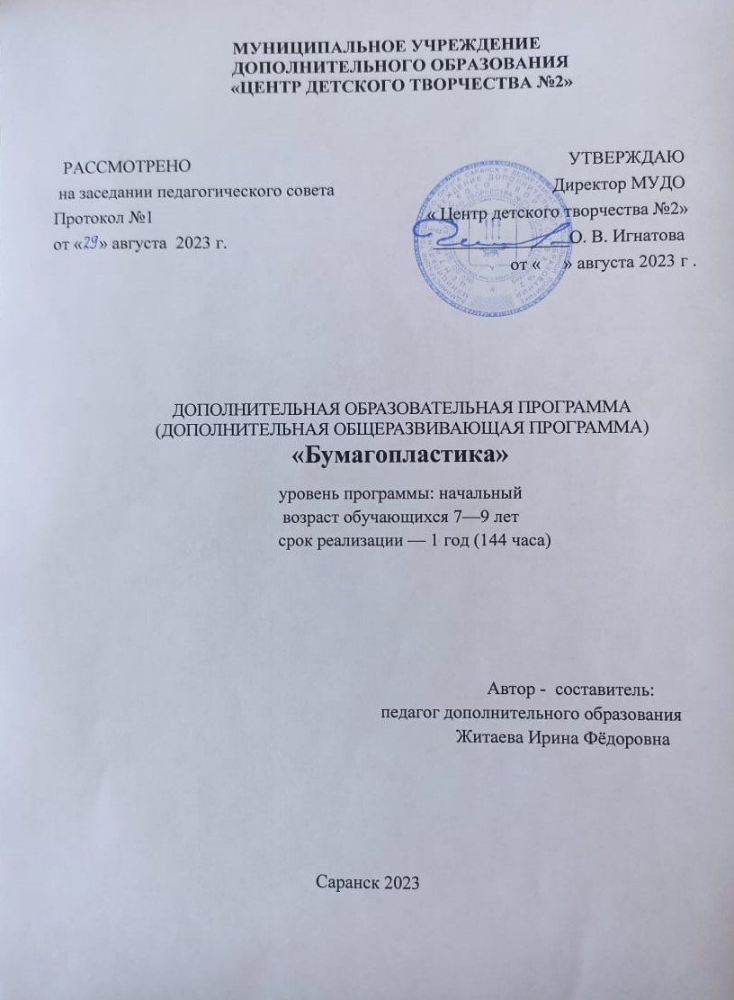 МУНИЦИПАЛЬНОЕ УЧРЕЖДЕНИЕ
ДОПОЛНИТЕЛЬНОГО ОБРАЗОВАНИЯ
«ЦЕНТР ДЕТСКОГО ТВОРЧЕСТВА №2»
РАССМОТРЕНО
на заседании педагогического совета
Протокол №1
от «29» августа 2023 г.
УТВЕРЖДАЮ
Директор МУДО
« Центр детского творчества №2»
О. В. Игнатова
от « » августа 2023 г .
ДОПОЛНИТЕЛЬНАЯ ОБРАЗОВАТЕЛЬНАЯ ПРОГРАММА
(ДОПОЛНИТЕЛЬНАЯ ОБЩЕРАЗВИВАЮЩАЯ ПРОГРАММА)
«Бумагопластика»
уровень программы: начальный
возраст обучающихся 7—9 лет
срок реализации — 1 год (144 часа)
Автор - составитель:
педагог дополнительного образования
Житаева Ирина Фёдоровна
Саранск 2023